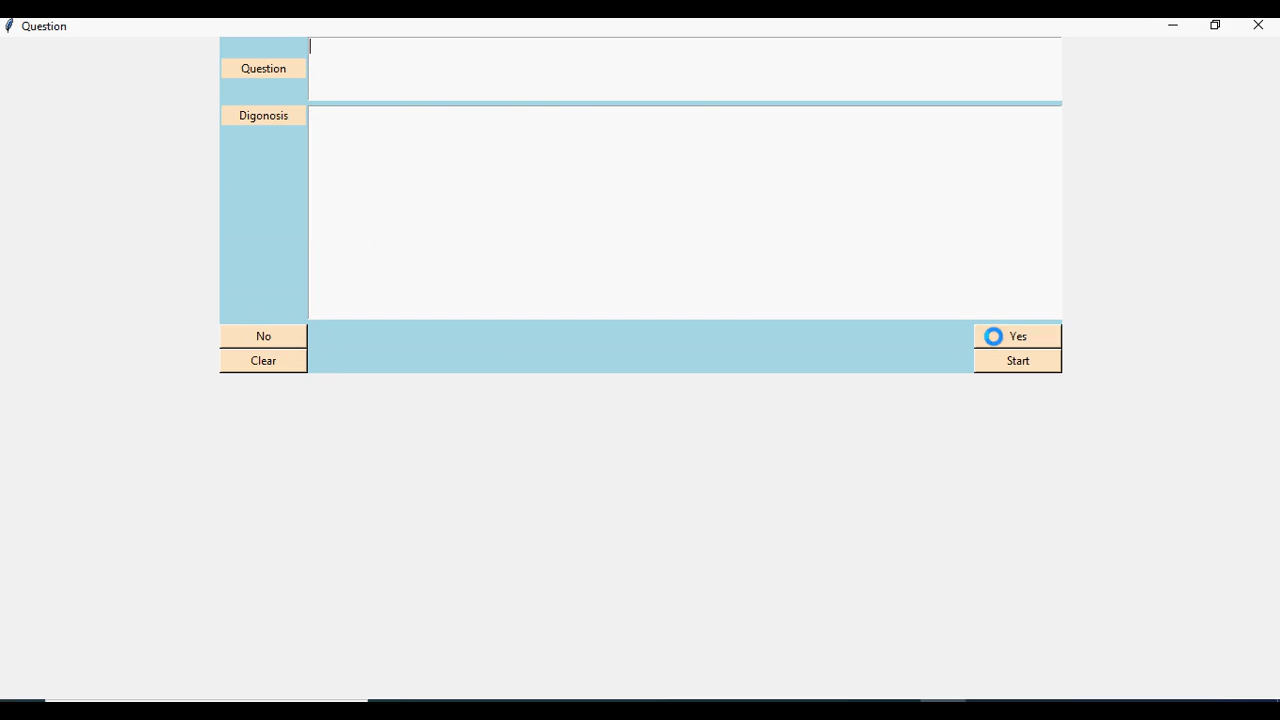 Question
Question
Digonosis
No
Yes
Clear
Start